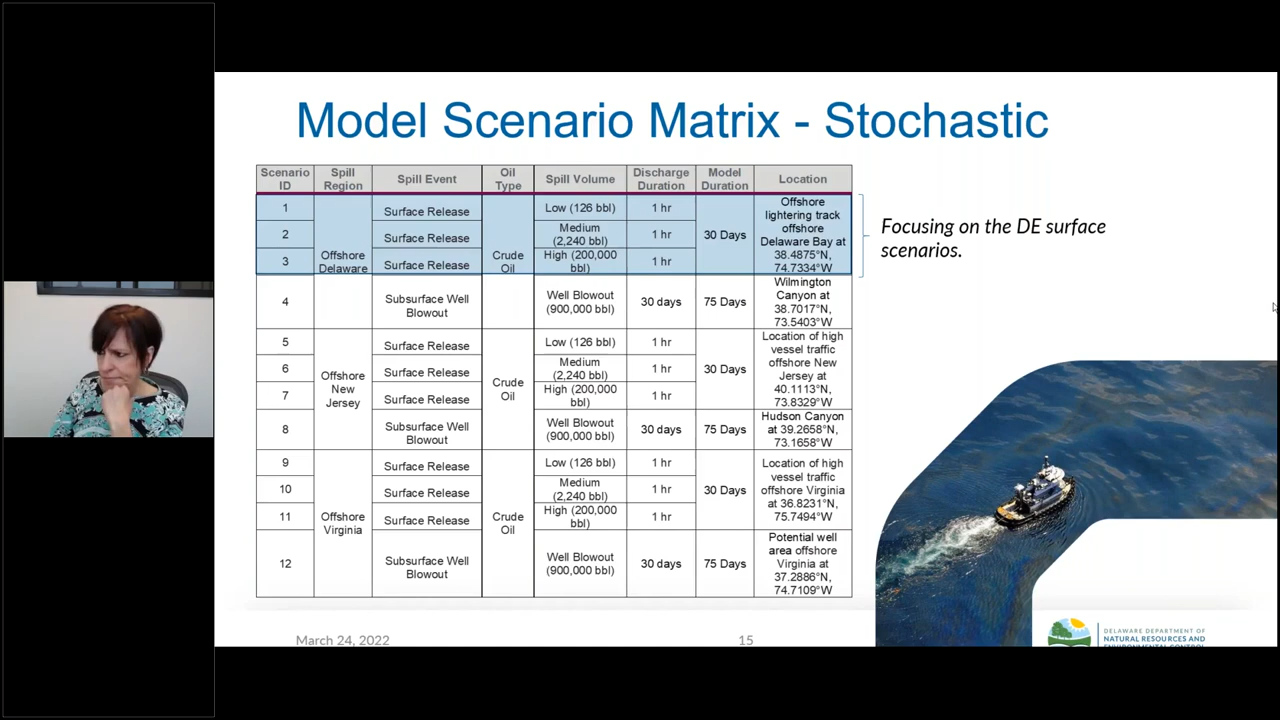 Model Scenario Matrix - Stochastic
Scenario ID
Spill Region
Spill Event
Oil Type
Spill Volume
Discharge Duration
Model Duration
Location
1
Surface Release
Low (126 bbl)
1 hr
2
Surface Release
Medium (2,240 bbl)
1 hr
3
Surface Release
High (200,000 bbl)
1 hr
Offshore Delaware
Crude Oil
30 Days
Offshore lightering track offshore Delaware Bay at 38.4875°N, 74.7334°W
4
Subsurface Well Blowout
Well Blowout (900,000 bbl)
30 days
75 Days
Wilmington Canyon at 38.7017°N, 73.5403°W
5
Surface Release
Low (126 bbl)
1 hr
6
Surface Release
Medium (2,240 bbl)
1 hr
7
Surface Release
High (200,000 bbl)
1 hr
Offshore New Jersey
Crude Oil
30 Days
Location of high vessel traffic offshore New Jersey at 40.1113°N, 73.8329°W
8
Subsurface Well Blowout
Well Blowout (900,000 bbl)
30 days
75 Days
Hudson Canyon at 39.2658°N, 73.1658°W
9
Surface Release
Low (126 bbl)
1 hr
10
Surface Release
Medium (2,240 bbl)
1 hr
11
Surface Release
High (200,000 bbl)
1 hr
Offshore Virginia
Crude Oil
30 Days
Location of high vessel traffic offshore Virginia at 36.8231°N, 75.7494°W
12
Subsurface Well Blowout
Well Blowout (900,000 bbl)
30 days
75 Days
Potential well area offshore Virginia at 37.2886°N, 74.7109°W
Focusing on the DE surface
scenarios.
March 24, 2022
15
DELAWARE DEPARTMENT OF
NATURAL RESOURCES AND
ENVIRONMENTAL CONTROL